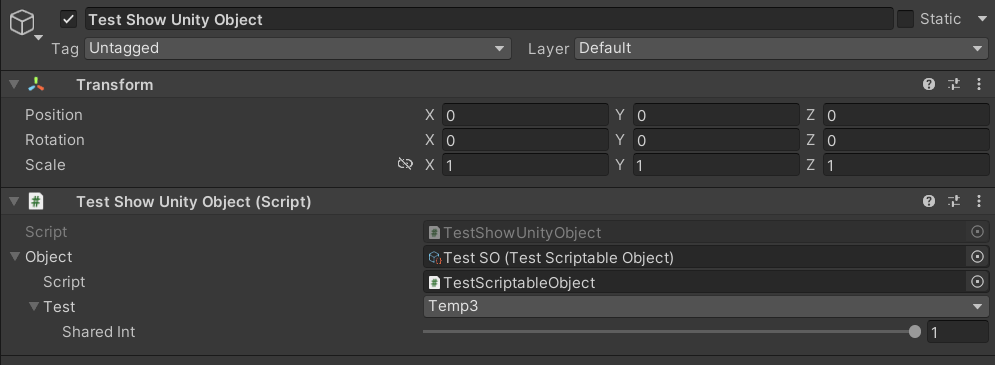 Test Show Unity Object Static
Tag Untagged Layer Default
Transform
Position X 0 Y 0 Z 0
Rotation X 0 Y 0 Z 0
Scale X 1 Y 1 Z 1
# Test Show Unity Object (Script)
Script # TestShowUnityObject
Object Test SO (Test Scriptable Object)
Script # TestScriptableObject
Test Temp3
Shared Int 1